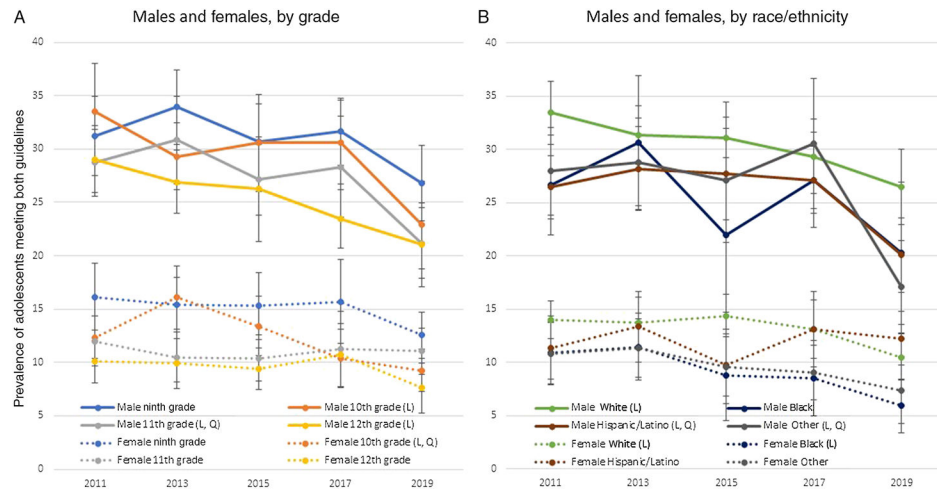 A
Males and females, by grade
Prevalence of adolescents meeting both guidelines
40
35
30
25
20
15
10
5
0
Male ninth grade
Male 10th grade (L)
Male 11th grade (L, Q)
Male 12th grade (L)
Female ninth grade
Female 10th grade (L, Q)
Female 11th grade
Female 12th grade
2011 2013 2015 2017 2019
B
Males and females, by race/ethnicity
40
35
30
25
20
15
10
5
0
Male White (L)
Male Black
Male Hispanic/Latino (L, Q)
Male Other (L, Q)
Female White (L)
Female Black (L)
Female Hispanic/Latino
Female Other
2011 2013 2015 2017 2019